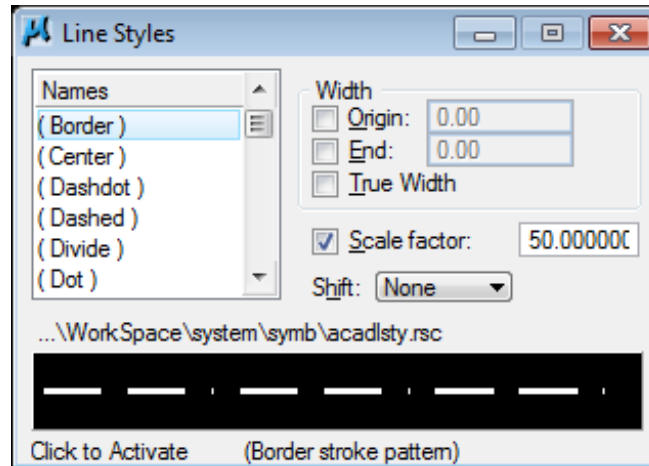 Line Styles
Names
( Border )
( Center )
( Dashdot )
( Dashed )
( Divide )
( Dot )
Width
Origin: 0.00
End: 0.00
True Width
Scale factor: 50.000000
Shift: None
...\WorkSpace\system\symb\acadlsty.rsc
Click to Activate (Border stroke pattern)